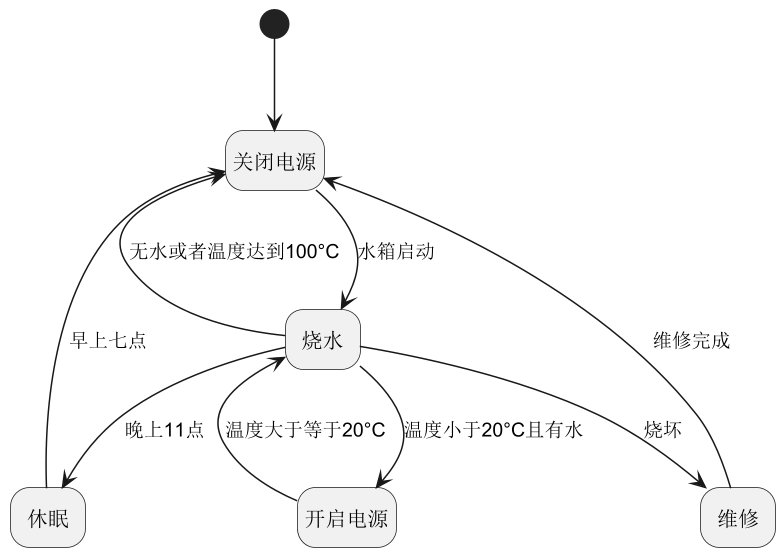 关闭电源
无水或者温度达到100°C
水箱启动
早上七点
烧水
维修完成
晚上11点
温度大于等于20°C
温度小于20°C且有水
烧坏
休眠
开启电源
维修